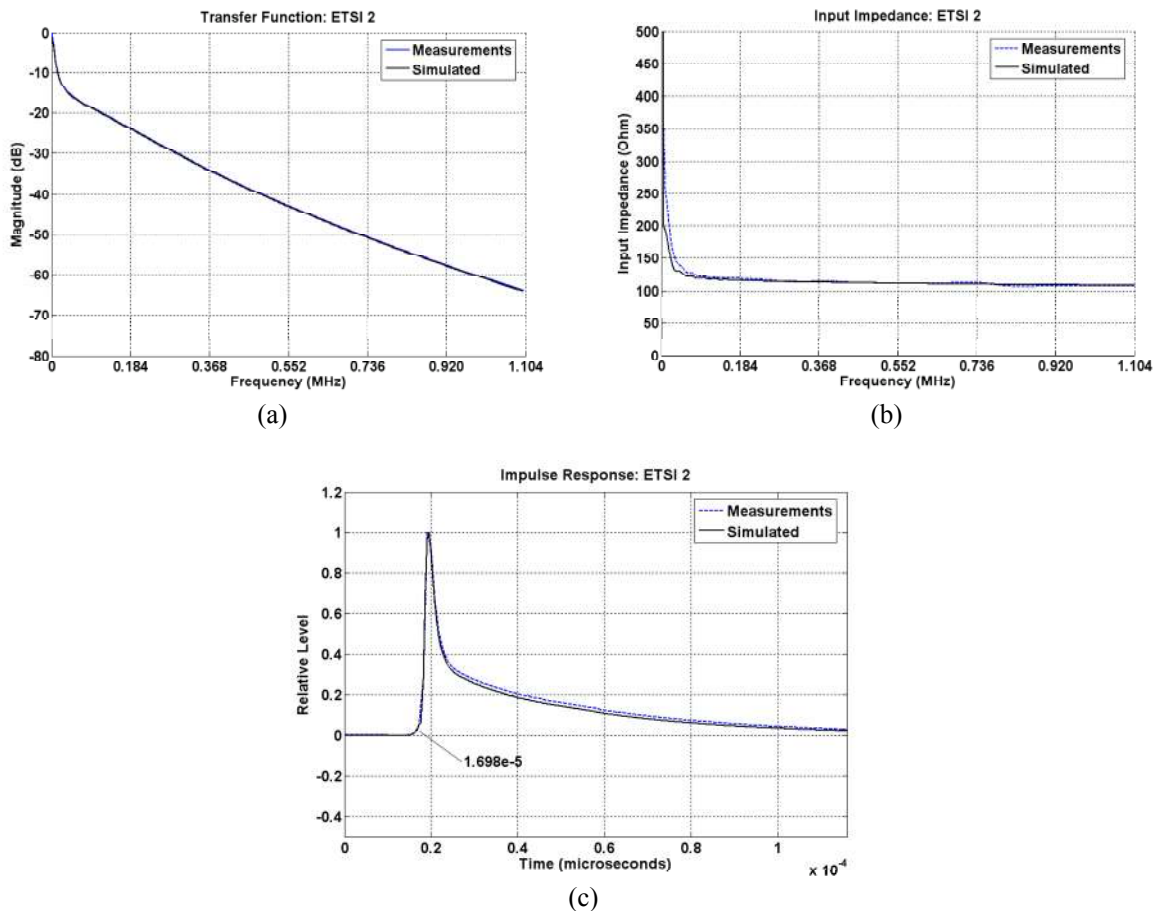 Transfer Function: ETSI 2
Measurements
Simulated
Magnitude (dB)
0
-10
-20
-30
-40
-50
-60
-70
-80
0 0.184 0.368 0.552 0.736 0.920 1.104
Frequency (MHz)
(a)
Input Impedance: ETSI 2
Measurements
Simulated
Input Impedance (Ohm)
500
450
400
350
300
250
200
150
100
50
0
0 0.184 0.368 0.552 0.736 0.920 1.104
Frequency (MHz)
(b)
Impulse Response: ETSI 2
Measurements
Simulated
Relative Level
1.2
1
0.8
0.6
0.4
0.2
0
-0.2
-0.4
1.698e-5
0 0.2 0.4 0.6 0.8 1
Time (microseconds)
x 10⁻⁴
(c)